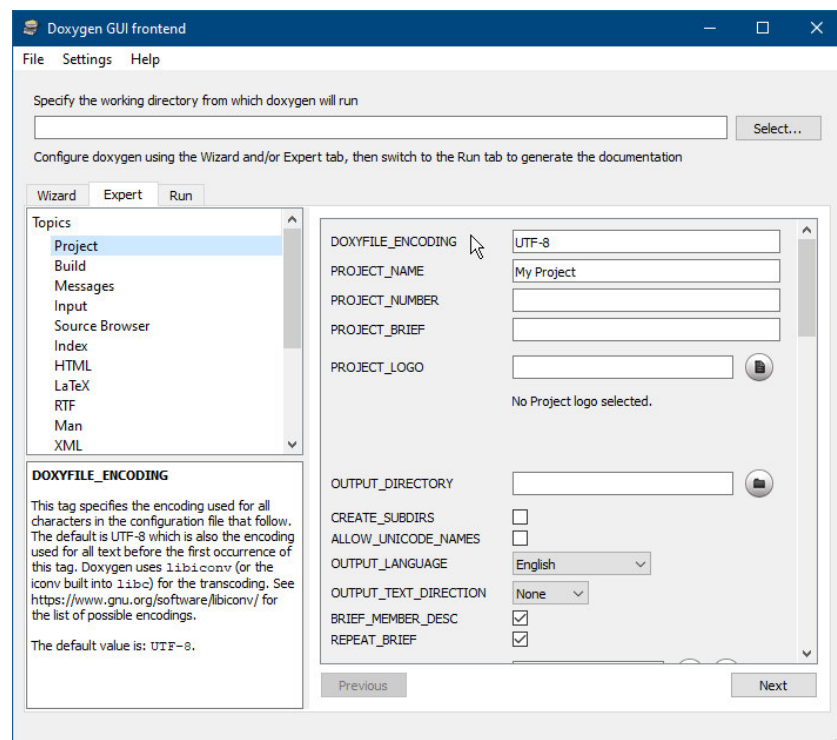 Doxygen GUI frontend
File Settings Help
Specify the working directory from which doxygen will run
Select...
Configure doxygen using the Wizard and/or Expert tab, then switch to the Run tab to generate the documentation
Wizard Expert Run
Topics
Project
Build
Messages
Input
Source Browser
Index
HTML
LaTeX
RTF
Man
XML
DOXYFILE_ENCODING
This tag specifies the encoding used for all
characters in the configuration file that follow.
The default is UTF-8 which is also the encoding
used for all text before the first occurrence of
this tag. Doxygen uses libiconv (or the
iconv built into libc) for the transcoding. See
https://www.gnu.org/software/libiconv/ for
the list of possible encodings.
The default value is: UTF-8.
DOXYFILE_ENCODING UTF-8
PROJECT_NAME My Project
PROJECT_NUMBER
PROJECT_BRIEF
PROJECT_LOGO
No Project logo selected.
OUTPUT_DIRECTORY
CREATE_SUBDIRS
ALLOW_UNICODE_NAMES
OUTPUT_LANGUAGE English
OUTPUT_TEXT_DIRECTION None
BRIEF_MEMBER_DESC
REPEAT_BRIEF
Previous Next